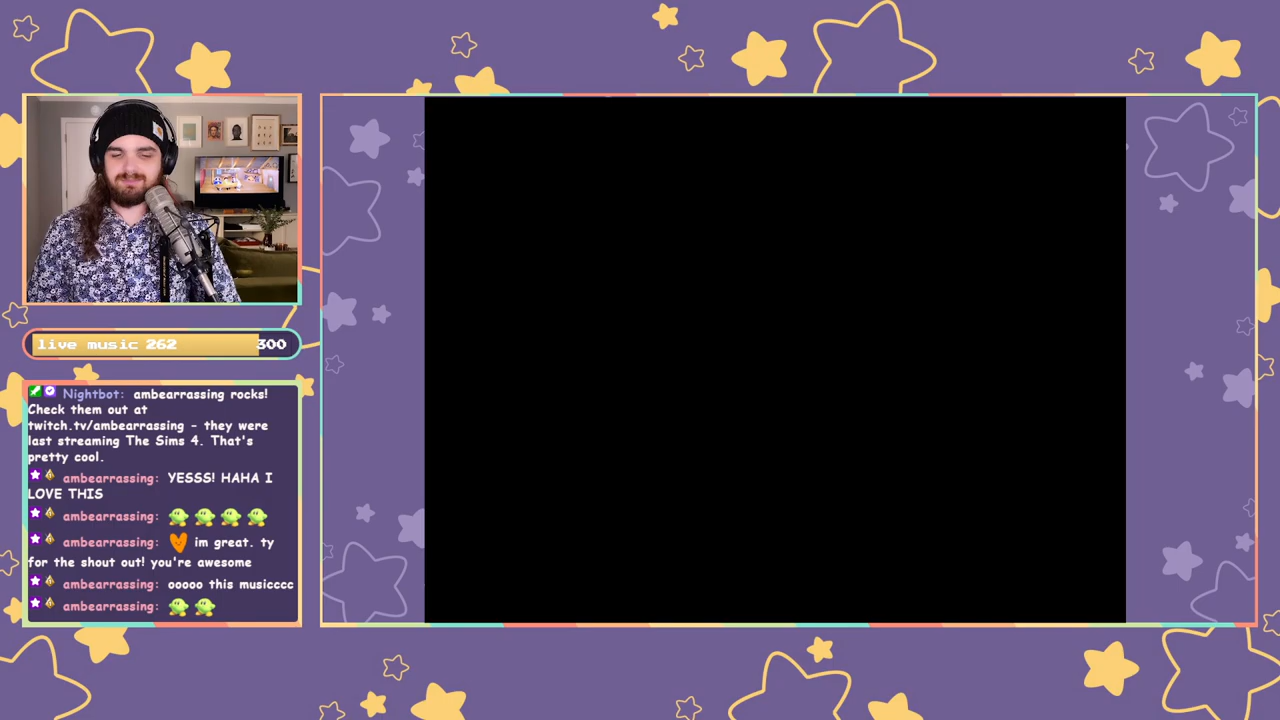 live music 262 300
Nightbot: ambearrassing rocks!
Check them out at
twitch.tv/ambearrassing - they were
last streaming The Sims 4. That's
pretty cool.
ambearrassing: YESSS! HAHA I
LOVE THIS
ambearrassing:
ambearrassing: im great. ty
for the shout out! you're awesome
ambearrassing: ooooo this musicccc
ambearrassing: